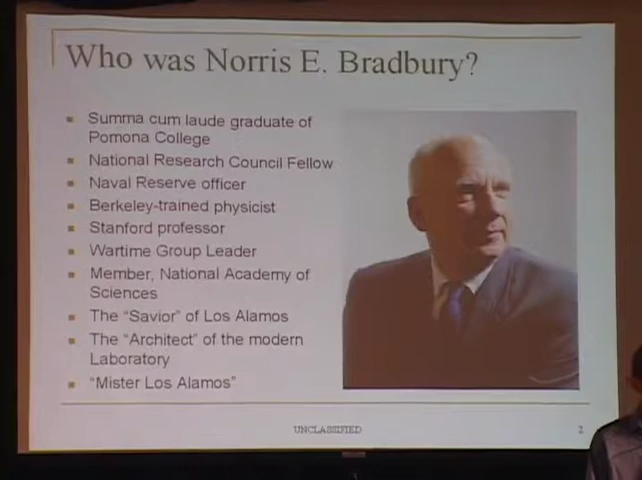 Who was Norris E. Bradbury?
Summa cum laude graduate of
Pomona College
National Research Council Fellow
Naval Reserve officer
Berkeley-trained physicist
Stanford professor
Wartime Group Leader
Member, National Academy of
Sciences
The “Savior” of Los Alamos
The “Architect” of the modern
Laboratory
“Mister Los Alamos”
UNCLASSIFIED
2